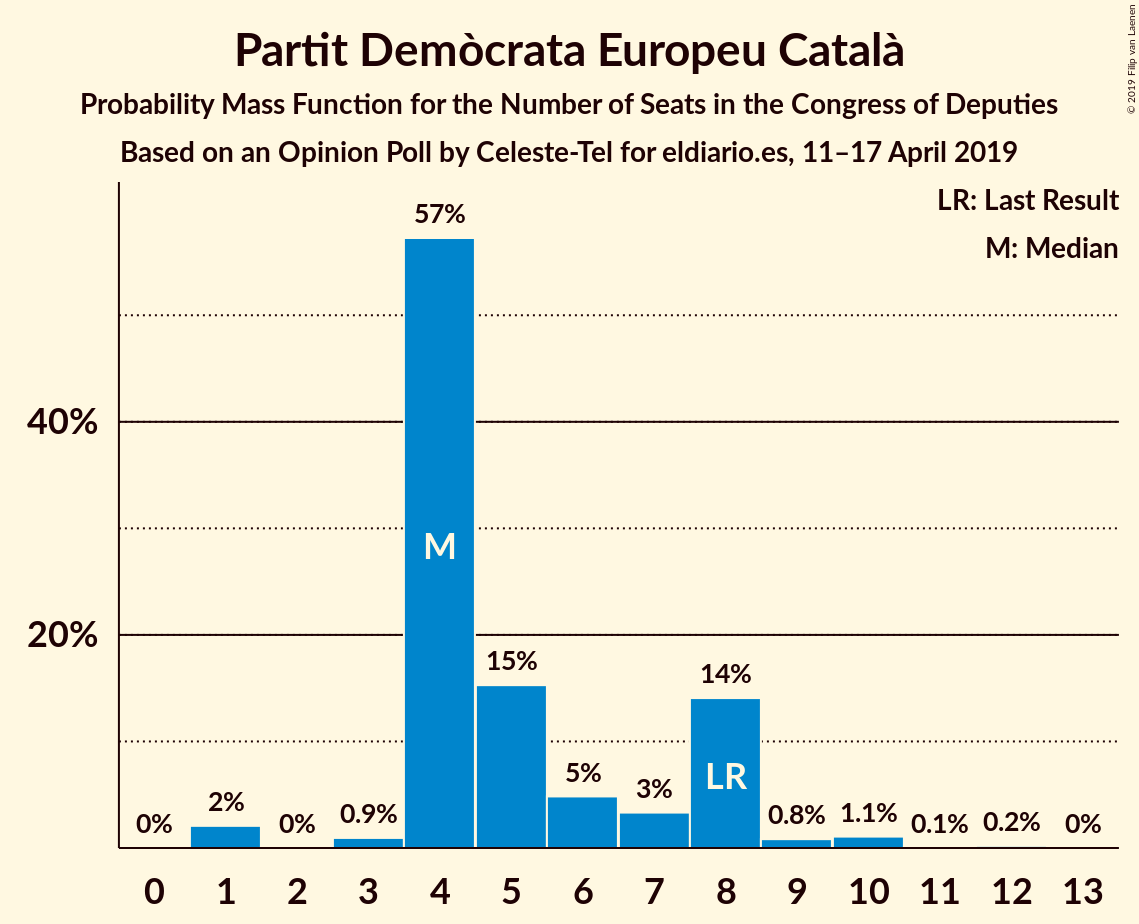 Partit Demòcrata Europeu Català
Probability Mass Function for the Number of Seats in the Congress of Deputies
Based on an Opinion Poll by Celeste-Tel for eldiario.es, 11–17 April 2019
© 2019 Filip van Laenen
LR: Last Result
M: Median
40%
20%
0%
2%
0%
0.9%
57%
15%
5%
3%
14%
0.8%
1.1%
0.1%
0.2%
0%
M
LR
0 1 2 3 4 5 6 7 8 9 10 11 12 13